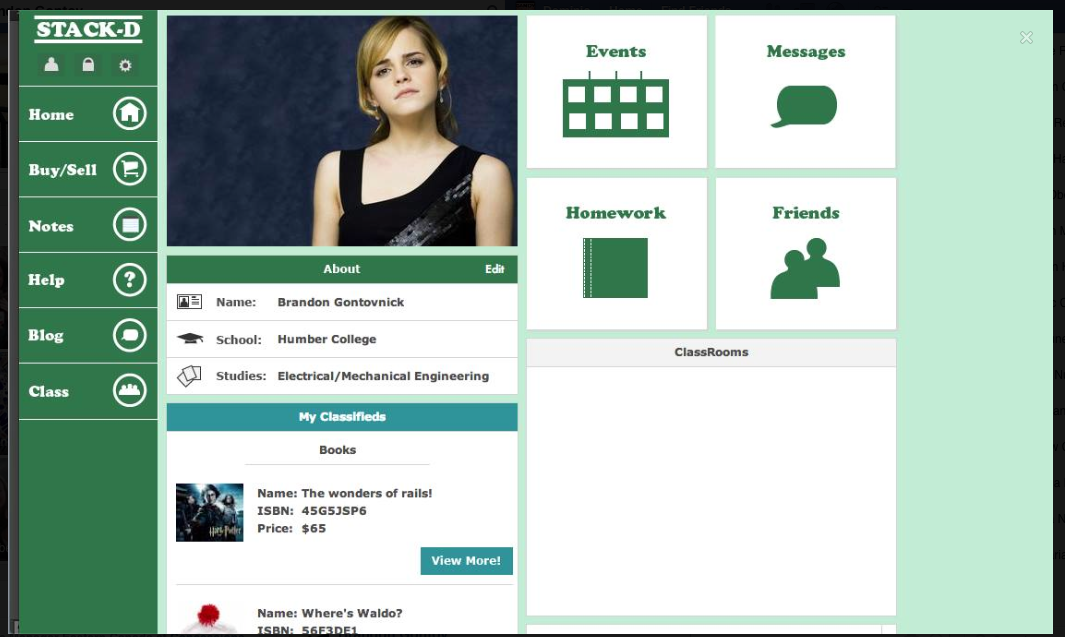 STACK-D
Home
Buy/Sell
Notes
Help
Blog
Class
About
Edit
Name: Brandon Gontovnick
School: Humber College
Studies: Electrical/Mechanical Engineering
My Classifieds
Books
Name: The wonders of rails!
ISBN: 45G5JSP6
Price: $65
View More!
Name: Where's Waldo?
ISBN: 56F3DE1
Events
Messages
Homework
Friends
ClassRooms
Harry Potter